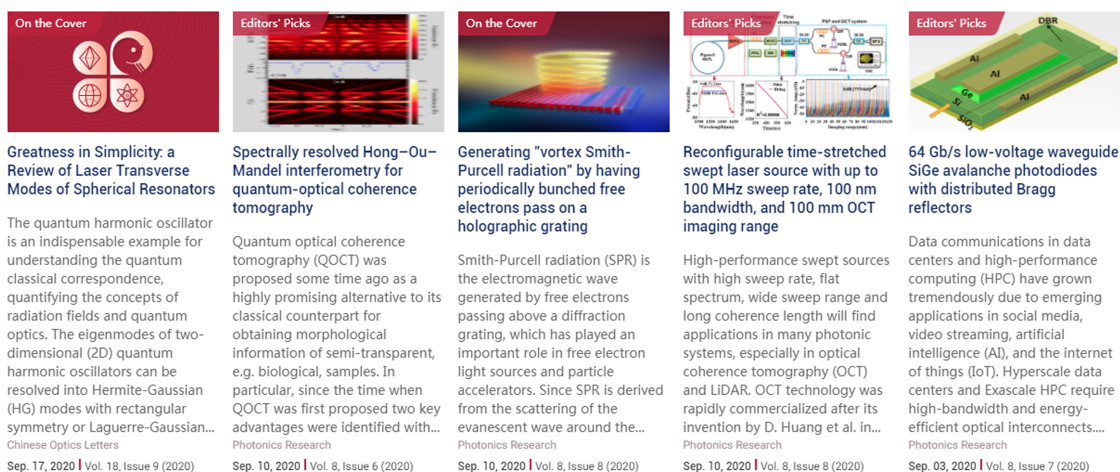 On the Cover
Greatness in Simplicity: a
Review of Laser Transverse
Modes of Spherical Resonators
The quantum harmonic oscillator
is an indispensable example for
understanding the quantum
classical correspondence,
quantifying the concepts of
radiation fields and quantum
optics. The eigenmodes of two-
dimensional (2D) quantum
harmonic oscillators can be
resolved into Hermite-Gaussian
(HG) modes with rectangular
symmetry or Laguerre-Gaussian...
Chinese Optics Letters
Sep. 17, 2020 | Vol. 18, Issue 9 (2020)
Editors' Picks
Spectrally resolved Hong–Ou–
Mandel interferometry for
quantum-optical coherence
tomography
Quantum optical coherence
tomography (QOCT) was
proposed some time ago as a
highly promising alternative to its
classical counterpart for
obtaining morphological
information of semi-transparent,
e.g. biological, samples. In
particular, since the time when
QOCT was first proposed two key
advantages were identified with...
Photonics Research
Sep. 10, 2020 | Vol. 8, Issue 6 (2020)
On the Cover
Generating "vortex Smith-
Purcell radiation" by having
periodically bunched free
electrons pass on a
holographic grating
Smith-Purcell radiation (SPR) is
the electromagnetic wave
generated by free electrons
passing above a diffraction
grating, which has played an
important role in free electron
light sources and particle
accelerators. Since SPR is derived
from the scattering of the
evanescent wave around the...
Photonics Research
Sep. 10, 2020 | Vol. 8, Issue 8 (2020)
Editors' Picks
Time
stretching
PSF and OCT system
Reconfigurable time-stretched
swept laser source with up to
100 MHz sweep rate, 100 nm
bandwidth, and 100 mm OCT
imaging range
High-performance swept sources
with high sweep rate, flat
spectrum, wide sweep range and
long coherence length will find
applications in many photonic
systems, especially in optical
coherence tomography (OCT)
and LiDAR. OCT technology was
rapidly commercialized after its
invention by D. Huang et al. in...
Photonics Research
Sep. 10, 2020 | Vol. 8, Issue 8 (2020)
Editors' Picks
DBR
Al
Al
Ge
Al
Si
SiO2
64 Gb/s low-voltage waveguide
SiGe avalanche photodiodes
with distributed Bragg
reflectors
Data communications in data
centers and high-performance
computing (HPC) have grown
tremendously due to emerging
applications in social media,
video streaming, artificial
intelligence (AI), and the internet
of things (IoT). Hyperscale data
centers and Exascale HPC require
high-bandwidth and energy-
efficient optical interconnects....
Photonics Research
Sep. 03, 2020 | Vol. 8, Issue 7 (2020)